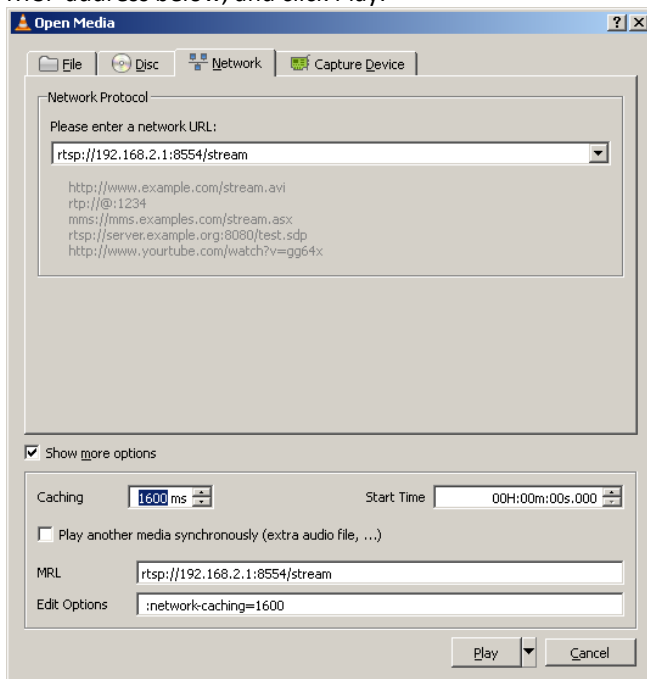 Open Media
File Disc Network Capture Device
Network Protocol
Please enter a network URL:
rtsp://192.168.2.1:8554/stream
http://www.example.com/stream.avi
rtp://@:1234
mms://mms.examples.com/stream.asx
rtsp://server.example.org:8080/test.sdp
http://www.yourtube.com/watch?v=gg64x
Show more options
Caching 1600 ms Start Time 00H:00m:00s.000
Play another media synchronously (extra audio file, ...)
MRL rtsp://192.168.2.1:8554/stream
Edit Options :network-caching=1600
Play Cancel